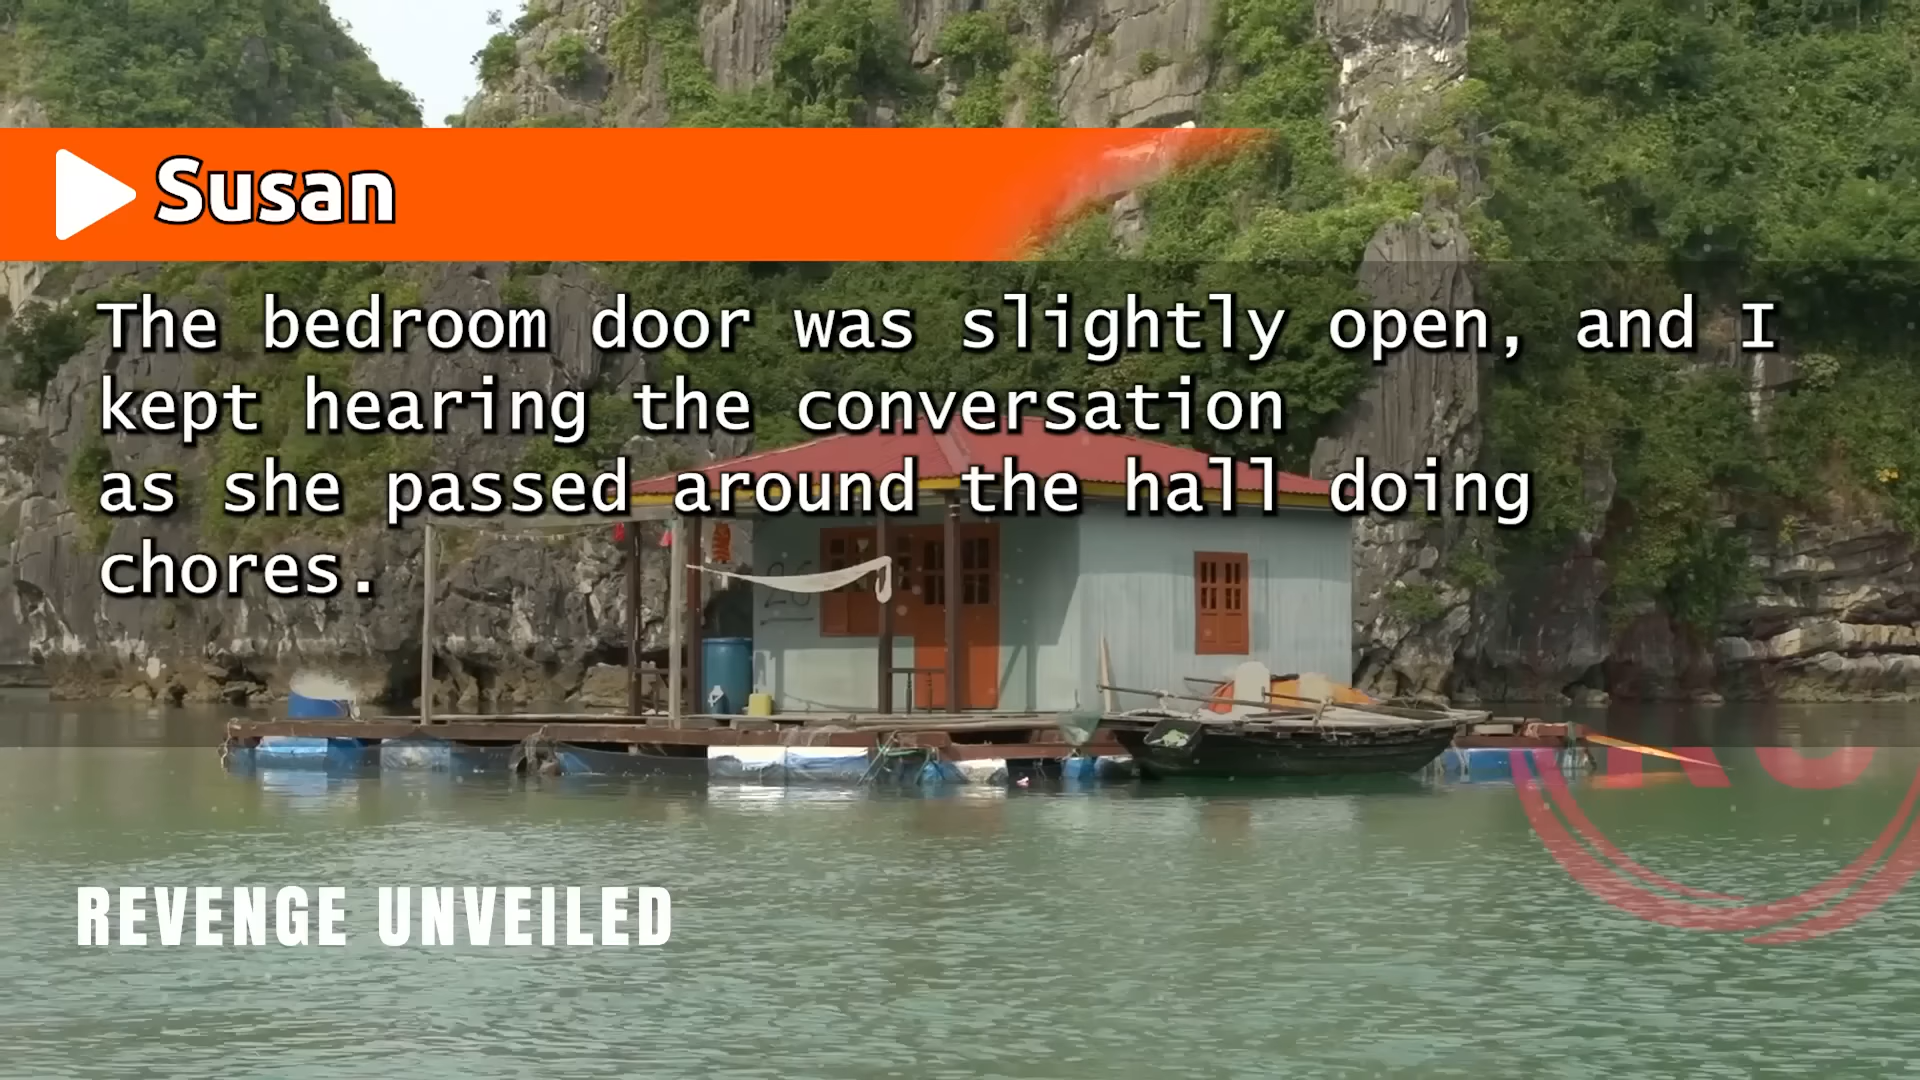 Susan
The bedroom door was slightly open, and I
kept hearing the conversation
as she passed around the hall doing
chores.
26
REVENGE UNVEILED